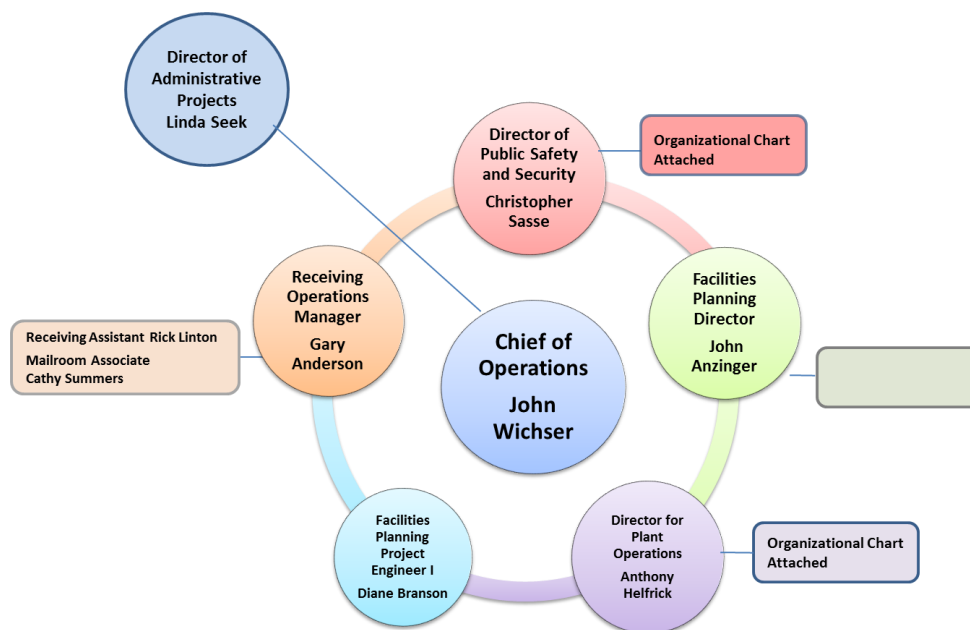 Director of
Administrative
Projects
Linda Seek
Director of
Public Safety
and Security
Christopher
Sasse
Organizational Chart
Attached
Receiving
Operations
Manager
Gary
Anderson
Receiving Assistant Rick Linton
Mailroom Associate
Cathy Summers
Facilities
Planning
Director
John
Anzinger
Chief of
Operations
John
Wichser
Facilities
Planning
Project
Engineer I
Diane Branson
Director for
Plant
Operations
Anthony
Helfrick
Organizational Chart
Attached